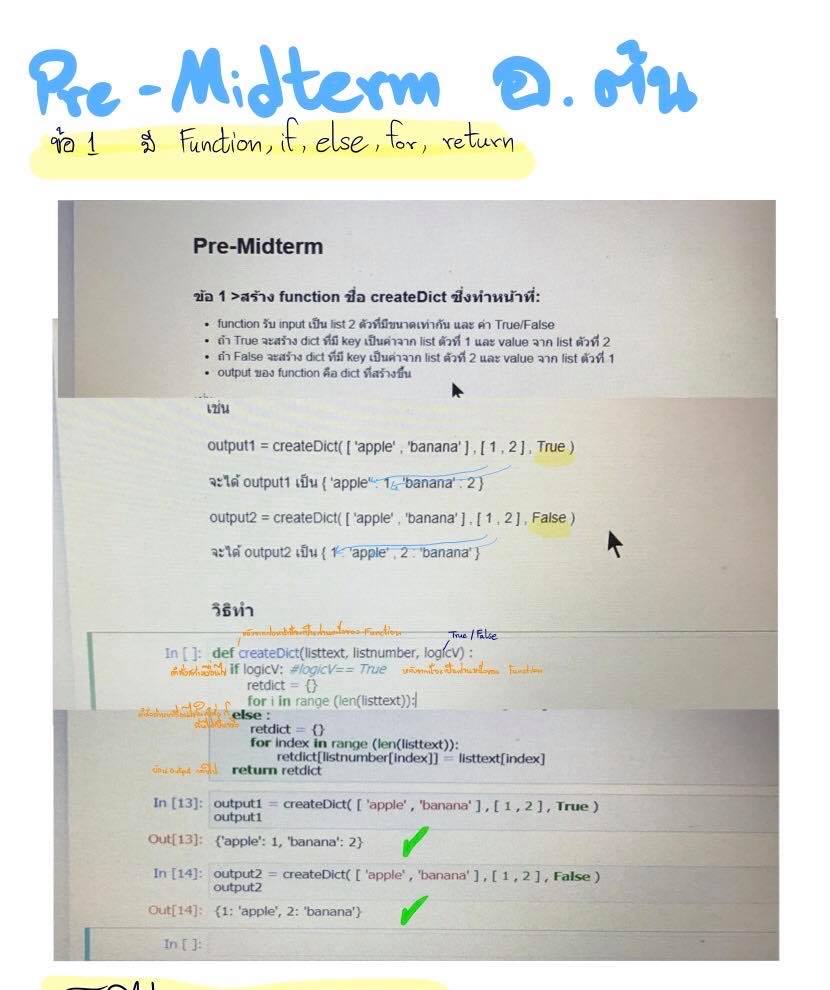 Pre-Midterm อ. ต้น
ข้อ 1 มี Function, if, else, for, return
Pre-Midterm
ข้อ 1 >สร้าง function ชื่อ createDict ซึ่งทำหน้าที่:
function รับ input เป็น list 2 ตัวที่มีขนาดเท่ากัน และ ค่า True/False
ถ้า True จะสร้าง dict ที่มี key เป็นค่าจาก list ตัวที่ 1 และ value จาก list ตัวที่ 2
ถ้า False จะสร้าง dict ที่มี key เป็นค่าจาก list ตัวที่ 2 และ value จาก list ตัวที่ 1
output ของ function คือ dict ที่สร้างขึ้น
เช่น
output1 = createDict( [ 'apple' , 'banana' ] , [ 1 , 2 ] , True )
จะได้ output1 เป็น { 'apple' : 1, 'banana' : 2 }
output2 = createDict( [ 'apple' , 'banana' ] , [ 1 , 2 ] , False )
จะได้ output2 เป็น { 1 : 'apple' , 2 : 'banana' }
วิธีทำ
Function True / False
In [ ]: def createDict(listtext, listnumber, logicV) :
if logicV: #logicV== True Function
retdict = {}
for i in range (len(listtext)):
else :
retdict = {}
for index in range (len(listtext)):
retdict[listnumber[index]] = listtext[index]
return retdict
In [13]: output1 = createDict( [ 'apple' , 'banana' ] , [ 1 , 2 ] , True )
output1
Out[13]: {'apple': 1, 'banana': 2}
In [14]: output2 = createDict( [ 'apple' , 'banana' ] , [ 1 , 2 ] , False )
output2
Out[14]: {1: 'apple', 2: 'banana'}
In [ ]: